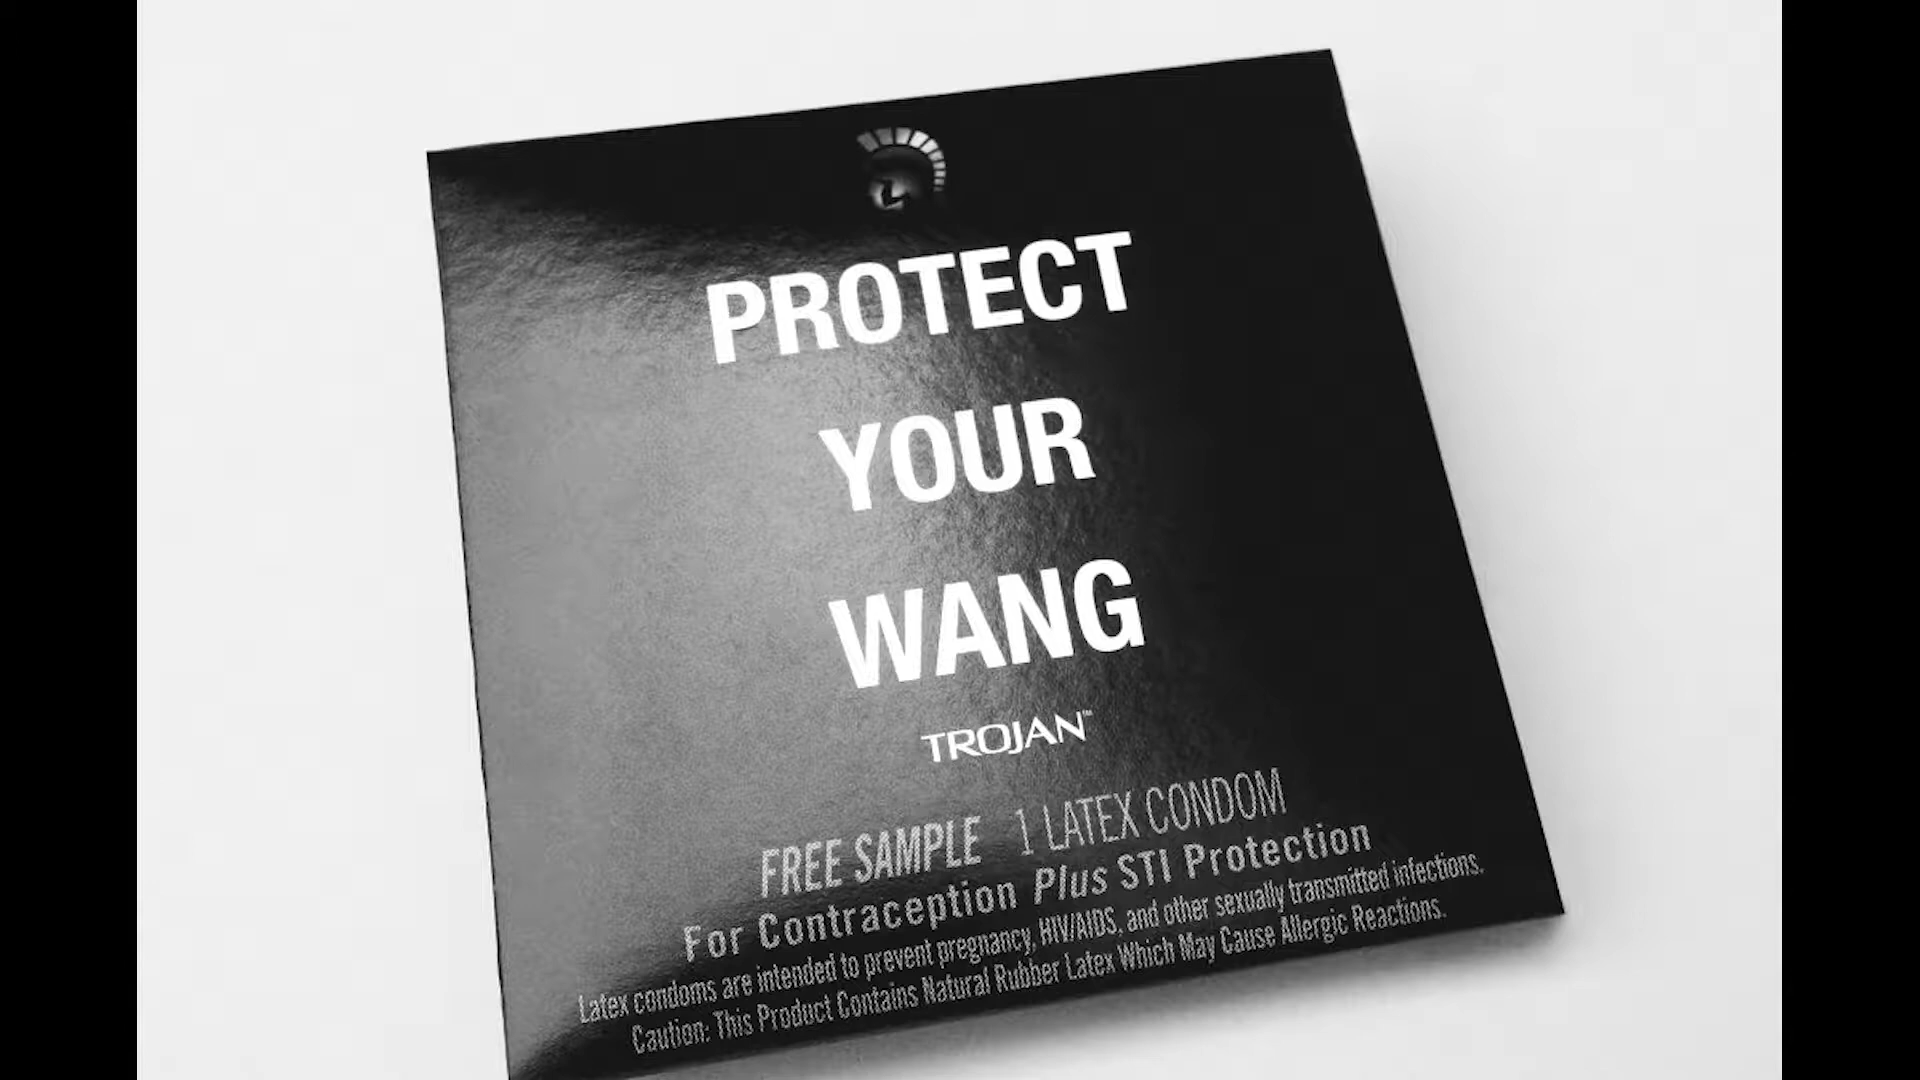 PROTECT
YOUR
WANG
TROJAN™
FREE SAMPLE 1 LATEX CONDOM
For Contraception Plus STI Protection
Latex condoms are intended to prevent pregnancy, HIV/AIDS, and other sexually transmitted infections.
Caution: This Product Contains Natural Rubber Latex Which May Cause Allergic Reactions.